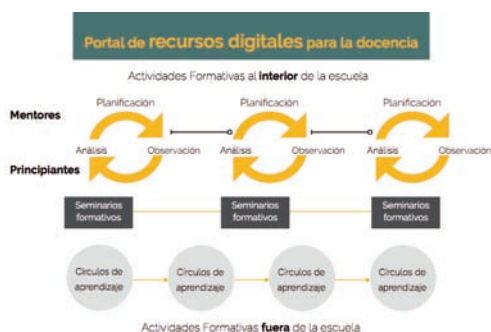 Portal de recursos digitales para la docencia
Actividades Formativas al interior de la escuela
Mentores
Planificación
Planificación
Planificación
Análisis
Observación
Análisis
Observación
Análisis
Observación
Principiantes
Seminarios
formativos
Seminarios
formativos
Seminarios
formativos
Círculos de
aprendizaje
Círculos de
aprendizaje
Círculos de
aprendizaje
Círculos de
aprendizaje
Actividades Formativas fuera de la escuela